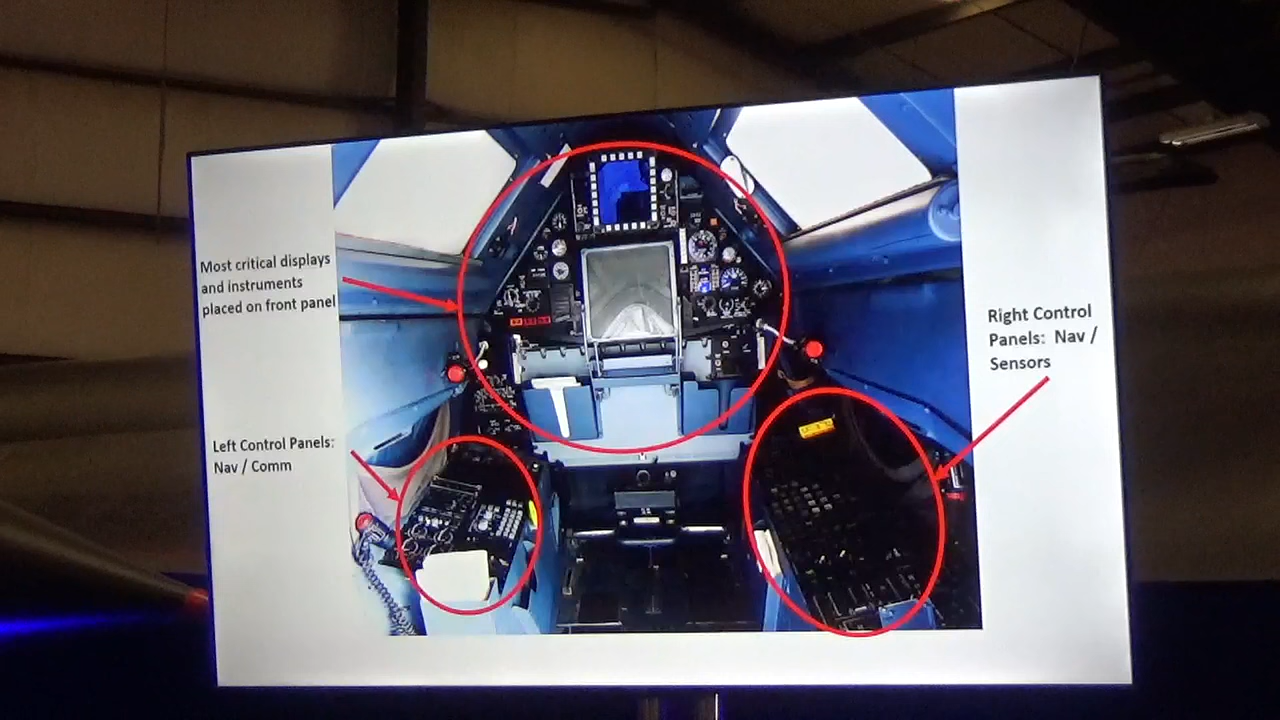 Most critical displays
and instruments
placed on front panel
Left Control Panels:
Nav / Comm
Right Control
Panels: Nav /
Sensors